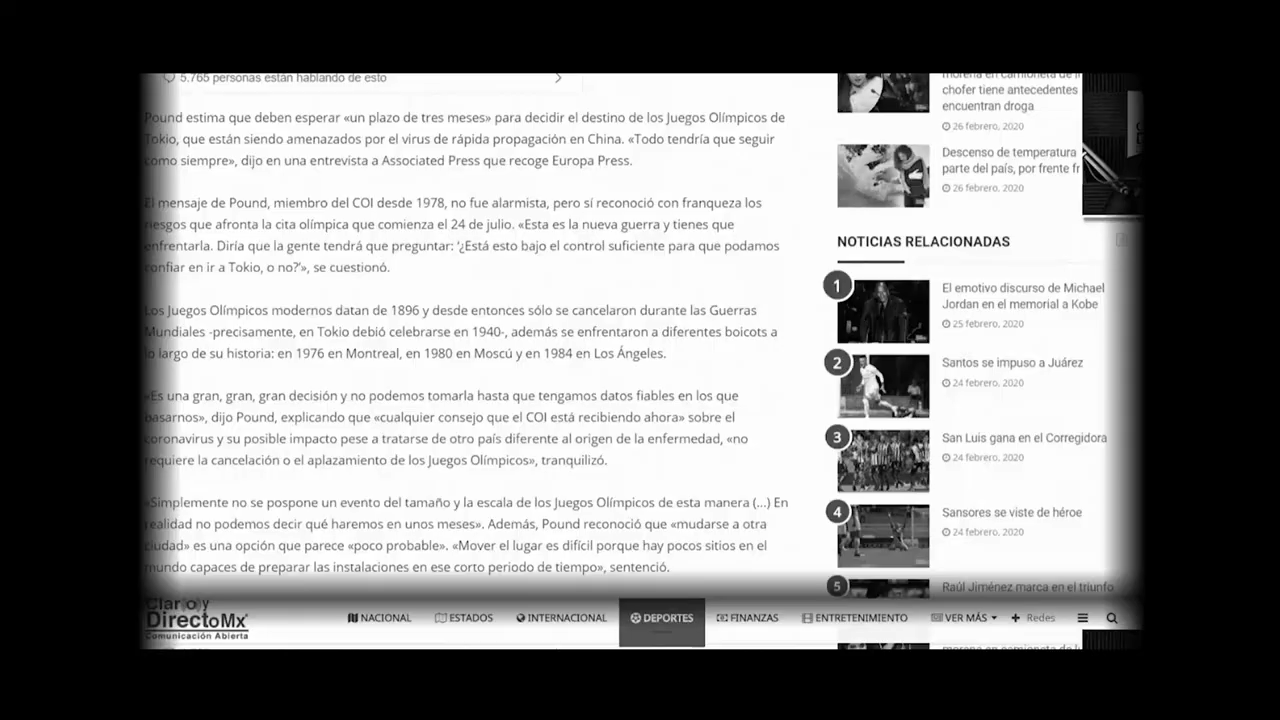 5.765 personas están hablando de esto
Pound estima que deben esperar «un plazo de tres meses» para decidir el destino de los Juegos Olímpicos de
Tokio, que están siendo amenazados por el virus de rápida propagación en China. «Todo tendría que seguir
como siempre», dijo en una entrevista a Associated Press que recoge Europa Press.
El mensaje de Pound, miembro del COI desde 1978, no fue alarmista, pero sí reconoció con franqueza los
riesgos que afronta la cita olímpica que comienza el 24 de julio. «Esta es la nueva guerra y tienes que
enfrentarla. Diría que la gente tendrá que preguntar: '¿Está esto bajo el control suficiente para que podamos
confiar en ir a Tokio, o no?'», se cuestionó.
Los Juegos Olímpicos modernos datan de 1896 y desde entonces sólo se cancelaron durante las Guerras
Mundiales -precisamente, en Tokio debió celebrarse en 1940-, además se enfrentaron a diferentes boicots a
lo largo de su historia: en 1976 en Montreal, en 1980 en Moscú y en 1984 en Los Ángeles.
«Es una gran, gran, gran decisión y no podemos tomarla hasta que tengamos datos fiables en los que
basarnos», dijo Pound, explicando que «cualquier consejo que el COI está recibiendo ahora» sobre el
coronavirus y su posible impacto pese a tratarse de otro país diferente al origen de la enfermedad, «no
requiere la cancelación o el aplazamiento de los Juegos Olímpicos», tranquilizó.
«Simplemente no se pospone un evento del tamaño y la escala de los Juegos Olímpicos de esta manera (...) En
realidad no podemos decir qué haremos en unos meses». Además, Pound reconoció que «mudarse a otra
ciudad» es una opción que parece «poco probable». «Mover el lugar es difícil porque hay pocos sitios en el
mundo capaces de preparar las instalaciones en ese corto periodo de tiempo», sentenció.
morena en camioneta de
chofer tiene antecedentes
encuentran droga
26 febrero, 2020
Descenso de temperatura
parte del país, por frente fr
26 febrero, 2020
NOTICIAS RELACIONADAS
1
El emotivo discurso de Michael
Jordan en el memorial a Kobe
25 febrero, 2020
2
Santos se impuso a Juárez
24 febrero, 2020
3
San Luis gana en el Corregidora
24 febrero, 2020
4
Sansores se viste de héroe
24 febrero, 2020
5
Raúl Jiménez marca en el triunfo
Claro y
DirectoMx
Comunicación Abierta
NACIONAL ESTADOS INTERNACIONAL DEPORTES FINANZAS ENTRETENIMIENTO VER MÁS + Redes